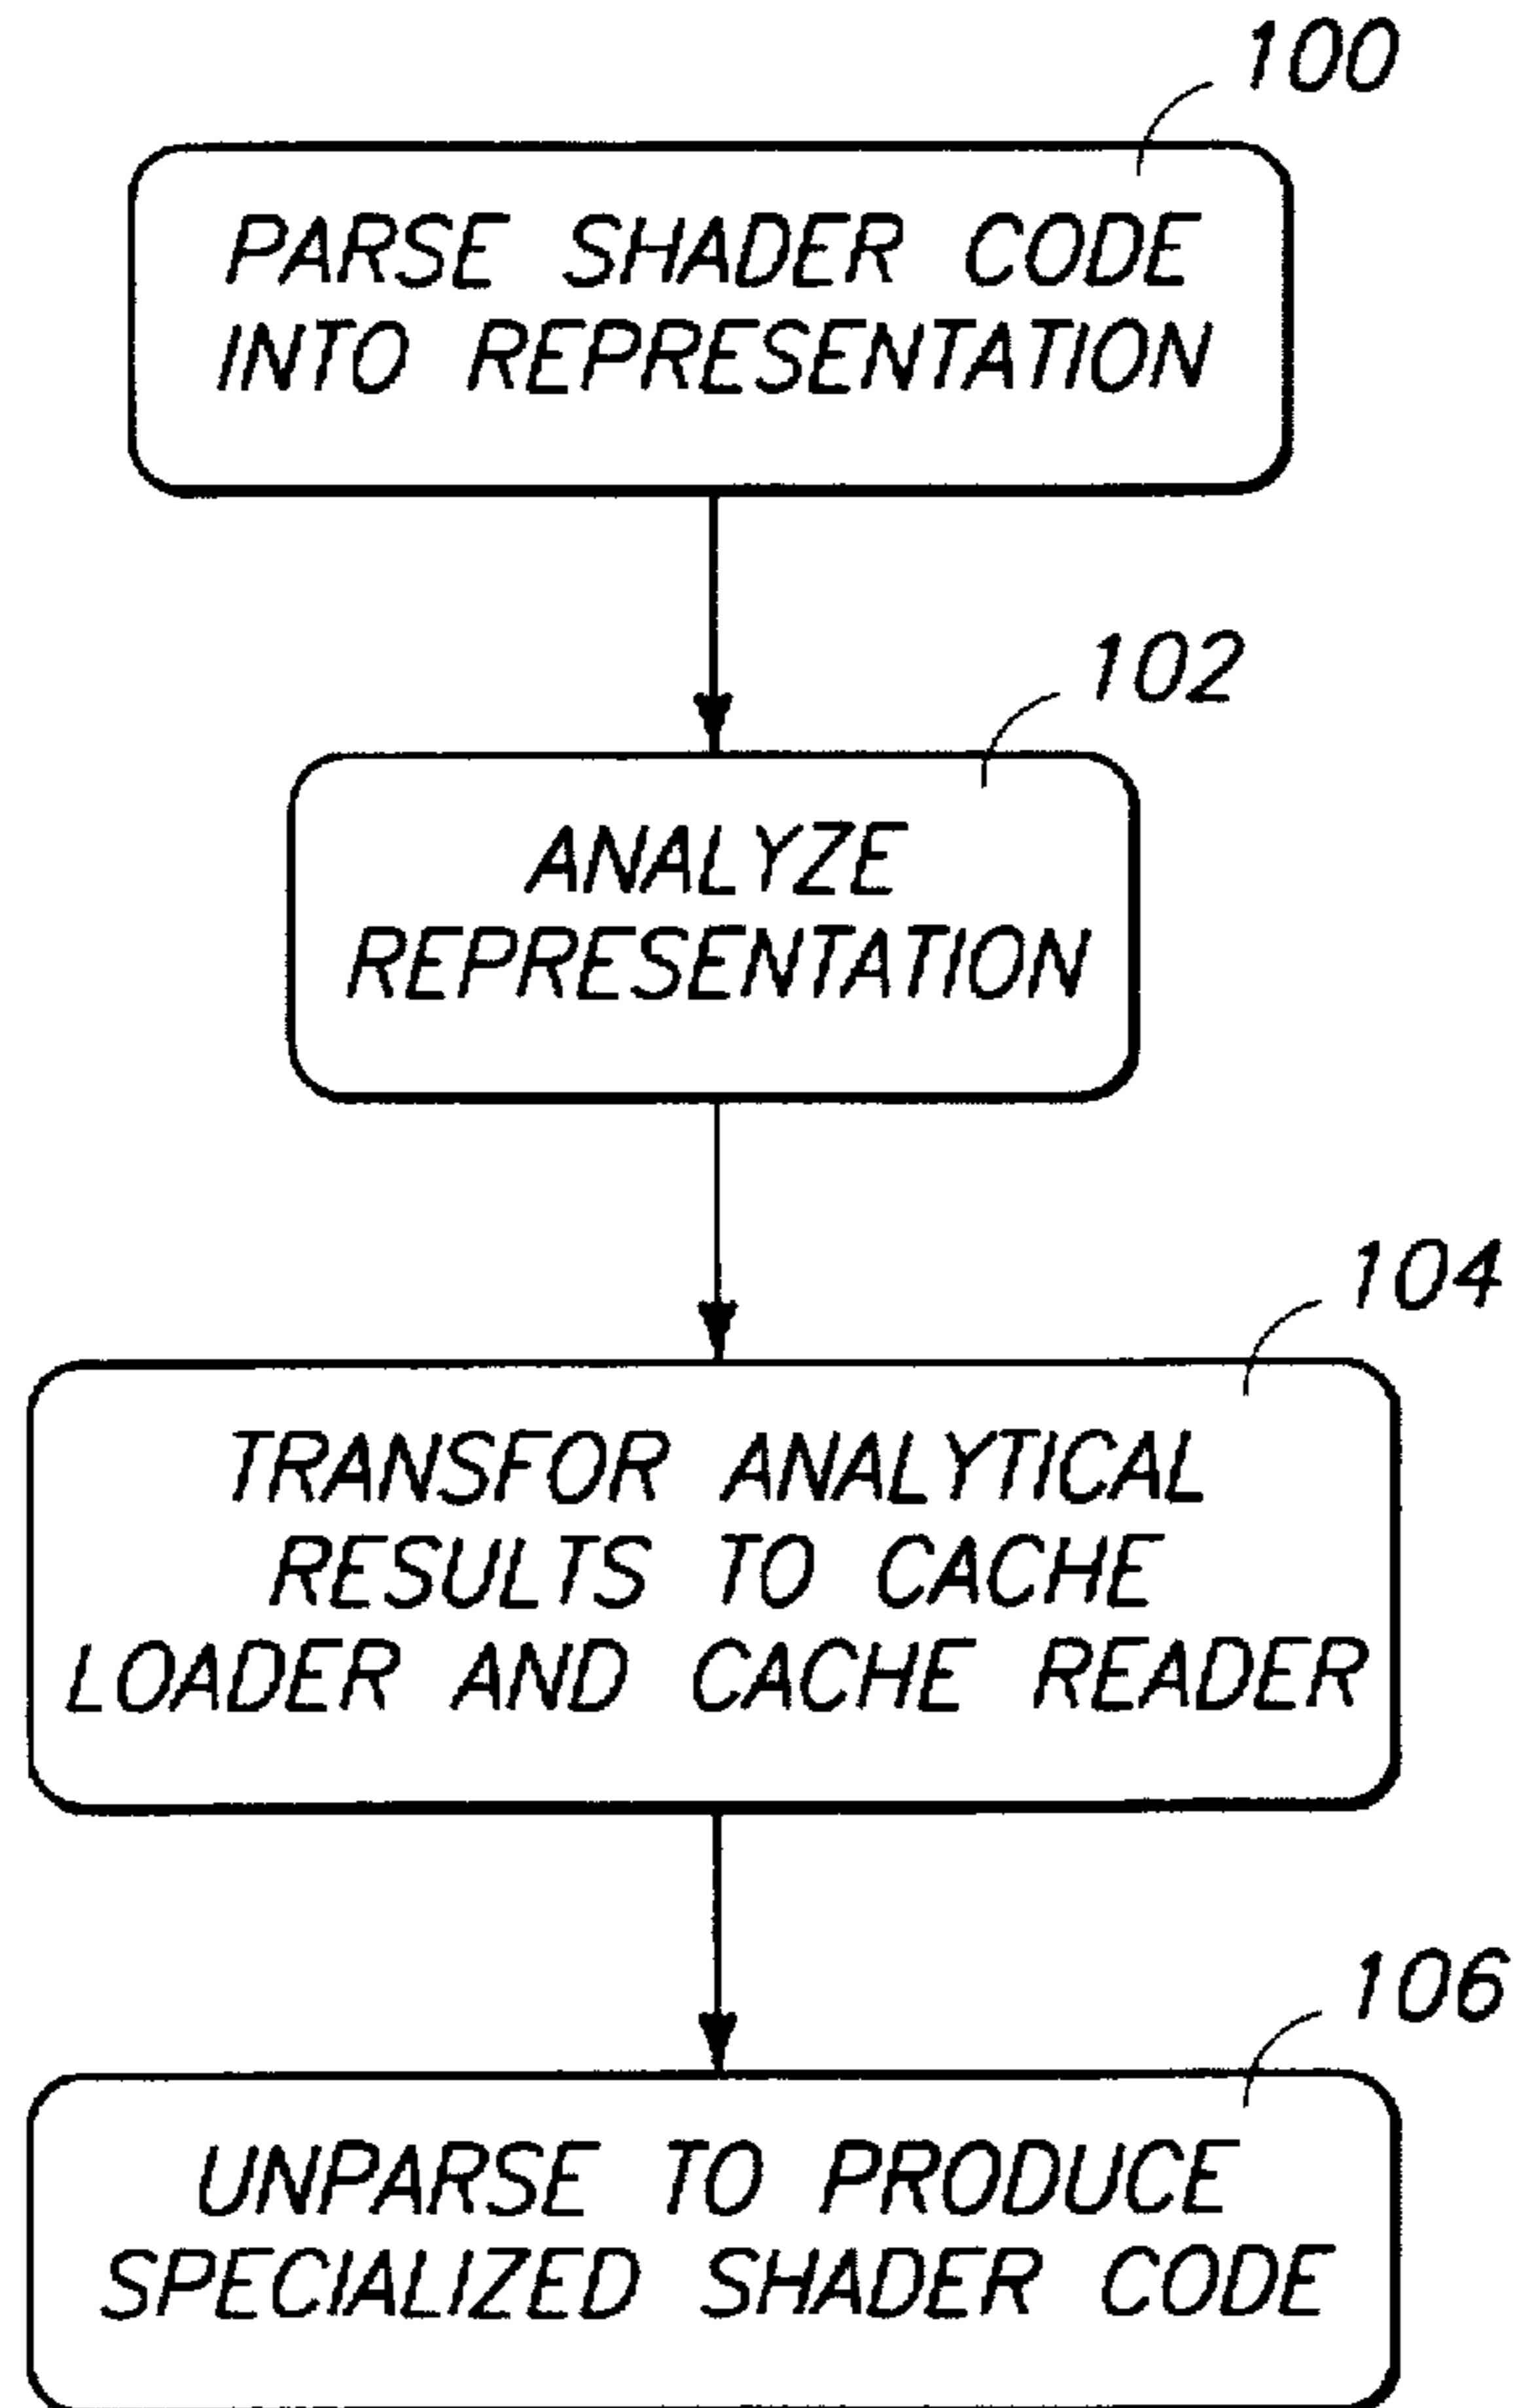 100
PARSE SHADER CODE
INTO REPRESENTATION
102
ANALYZE
REPRESENTATION
104
TRANSFOR ANALYTICAL
RESULTS TO CACHE
LOADER AND CACHE READER
106
UNPARSE TO PRODUCE
SPECIALIZED SHADER CODE